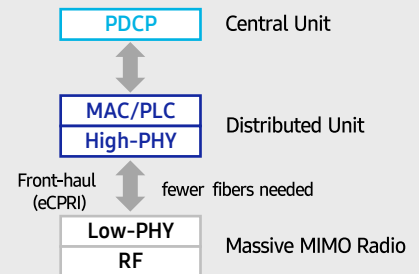 PDCP Central Unit
MAC/PLC
High-PHY
Distributed Unit
Front-haul
(eCPRI)
fewer fibers needed
Low-PHY
RF
Massive MIMO Radio